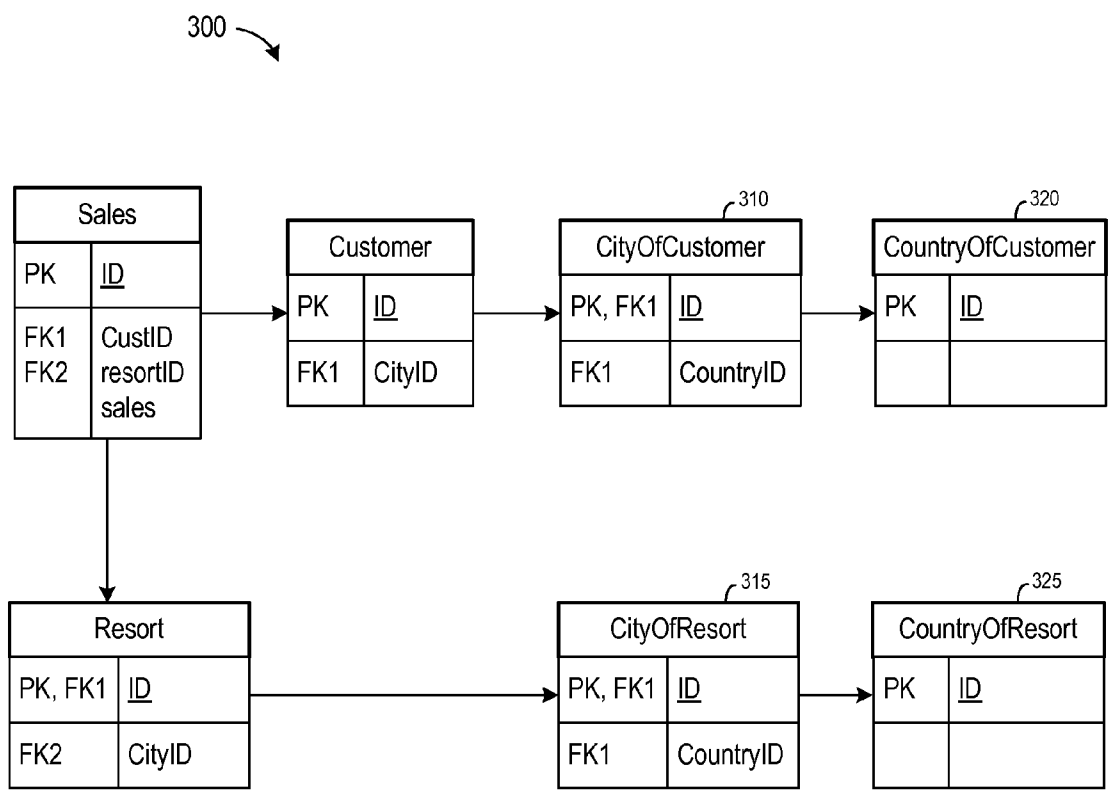 300
Sales
PK ID
FK1 CustID
FK2 resortID
sales
Customer
PK ID
FK1 CityID
310
CityOfCustomer
PK, FK1 ID
FK1 CountryID
320
CountryOfCustomer
PK ID
Resort
PK, FK1 ID
FK2 CityID
315
CityOfResort
PK, FK1 ID
FK1 CountryID
325
CountryOfResort
PK ID